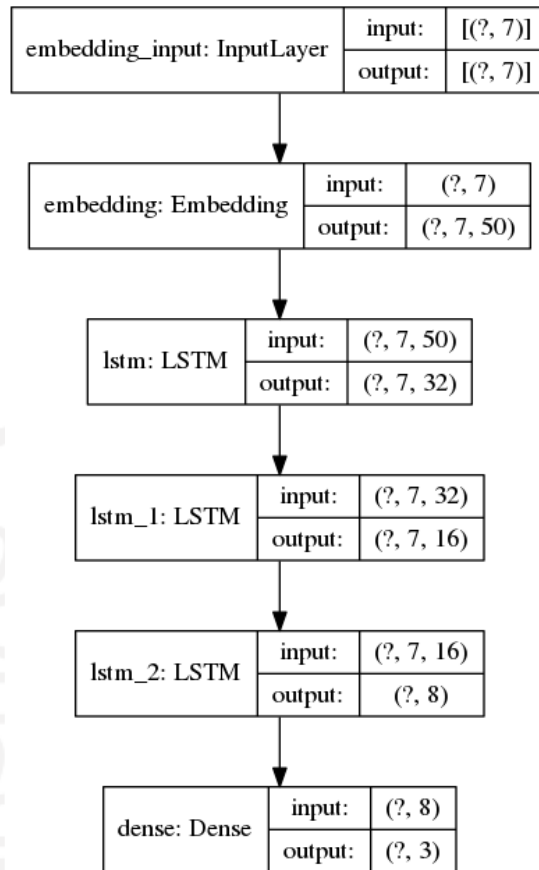 embedding_input: InputLayer
input: [(?, 7)]
output: [(?, 7)]
embedding: Embedding
input: (?, 7)
output: (?, 7, 50)
lstm: LSTM
input: (?, 7, 50)
output: (?, 7, 32)
lstm_1: LSTM
input: (?, 7, 32)
output: (?, 7, 16)
lstm_2: LSTM
input: (?, 7, 16)
output: (?, 8)
dense: Dense
input: (?, 8)
output: (?, 3)